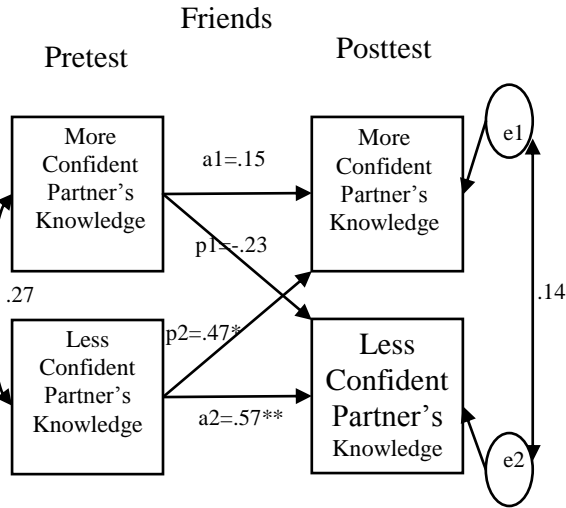 Friends
Pretest
Posttest
More
Confident
Partner's
Knowledge
a1=.15
More
Confident
Partner's
Knowledge
e1
p1=-.23
.27
.14
Less
Confident
Partner's
Knowledge
p2=.47*
a2=.57**
Less
Confident
Partner's
Knowledge
e2